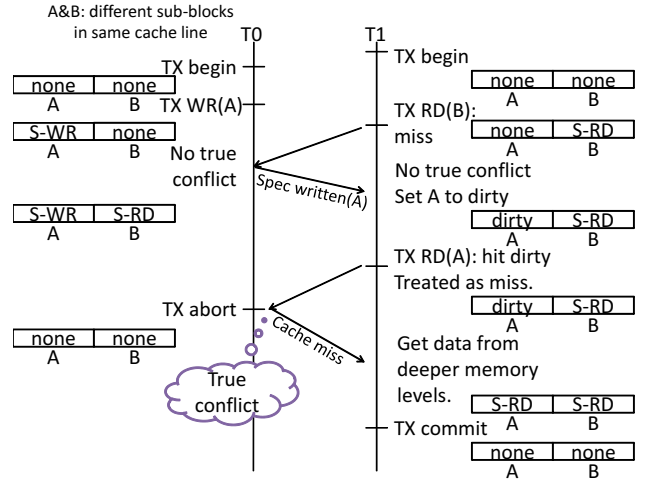 A&B: different sub-blocks
in same cache line
T0
T1
TX begin
TX begin
none none
A B
none none
A B
TX WR(A)
TX RD(B):
miss
S-WR none
A B
none S-RD
A B
No true
conflict
Spec written(A)
No true conflict
Set A to dirty
S-WR S-RD
A B
dirty S-RD
A B
TX RD(A): hit dirty
Treated as miss.
TX abort
dirty S-RD
A B
Cache miss
none none
A B
Get data from
deeper memory
levels.
True
conflict
S-RD S-RD
A B
TX commit
none none
A B